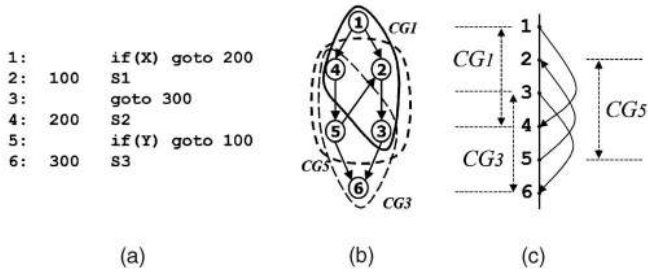 1: if(X) goto 200
2: 100 S1
3: goto 300
4: 200 S2
5: if(Y) goto 100
6: 300 S3
(a)
1
CG1
4
2
5
3
CG5
6
CG3
(b)
1
CG1
2
3
CG5
4
CG3
5
6
(c)